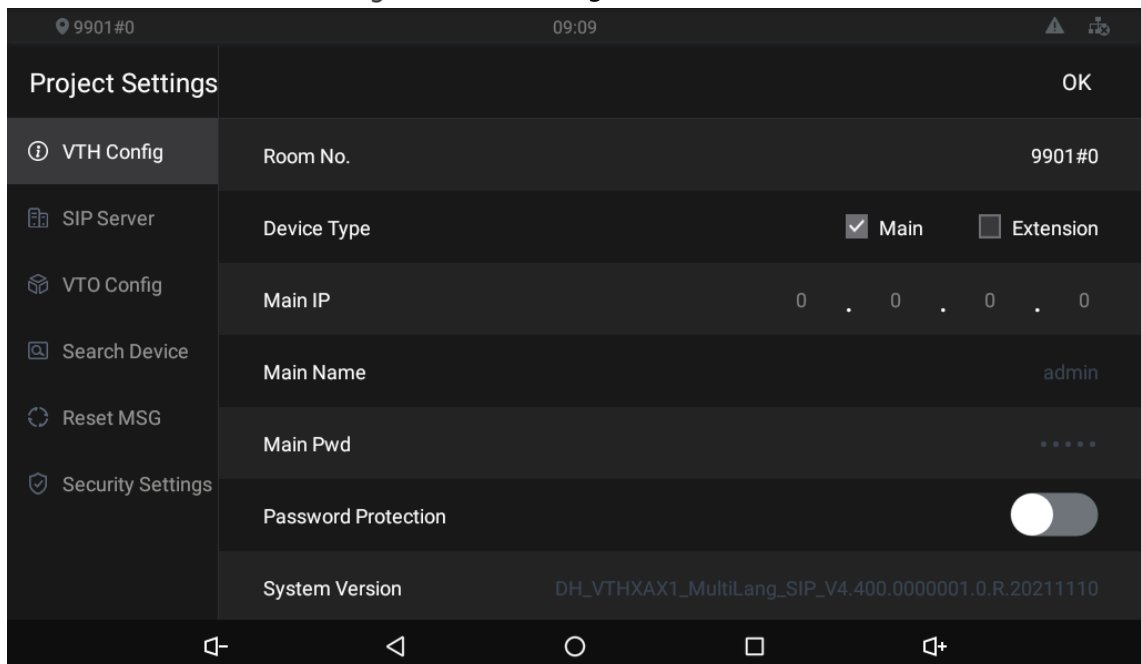 9901#0 09:09
Project Settings OK
VTH Config
Room No. 9901#0
SIP Server
Device Type Main Extension
VTO Config
Main IP 0 . 0 . 0 . 0
Search Device
Main Name admin
Reset MSG
Main Pwd •••••
Security Settings
Password Protection
System Version DH_VTHXAX1_MultiLang_SIP_V4.400.0000001.0.R.20211110